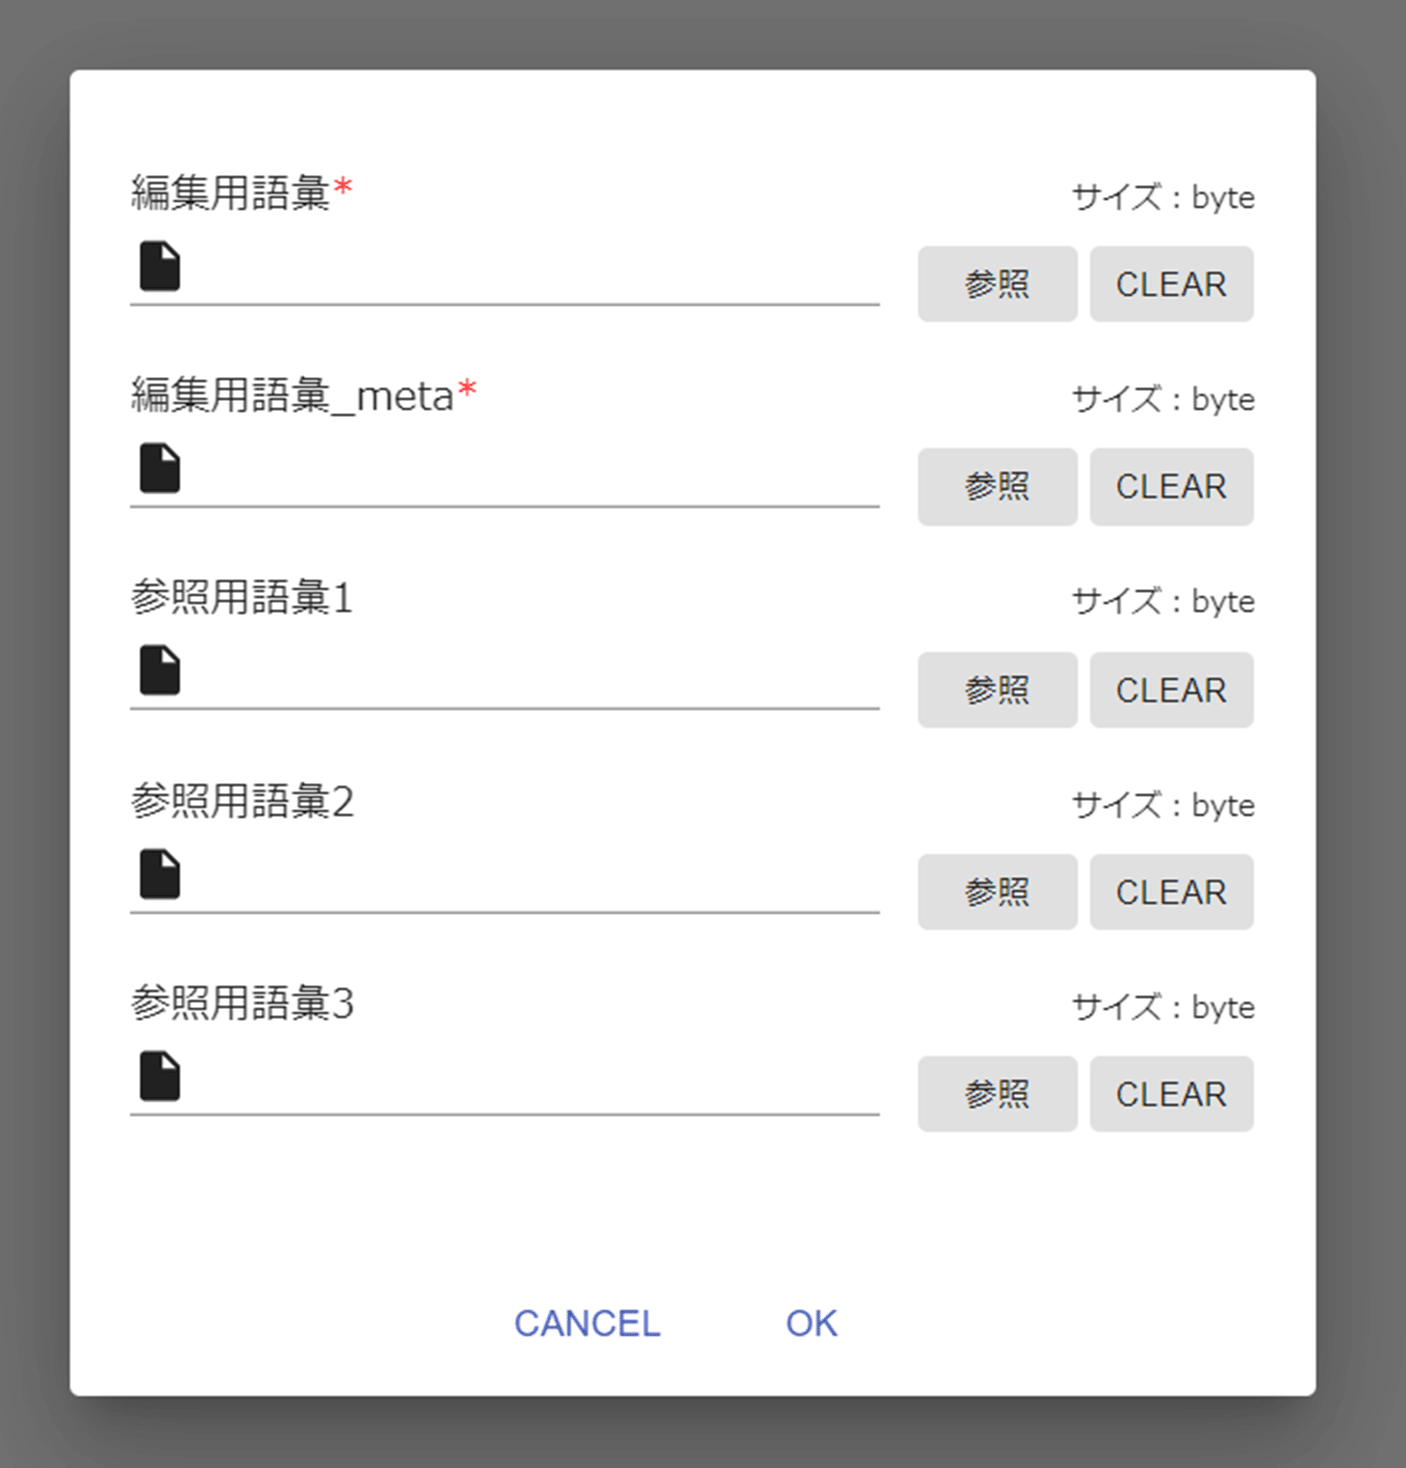 編集用語彙*
サイズ : byte
参照 CLEAR
編集用語彙_meta*
サイズ : byte
参照 CLEAR
参照用語彙1
サイズ : byte
参照 CLEAR
参照用語彙2
サイズ : byte
参照 CLEAR
参照用語彙3
サイズ : byte
参照 CLEAR
CANCEL OK